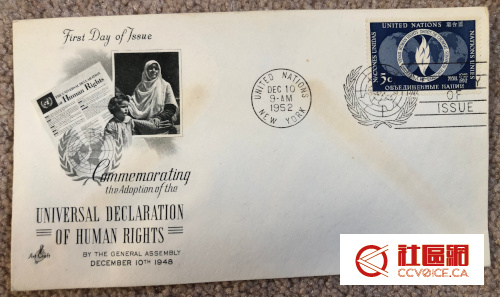 First Day of Issue
Human Rights
Commemorating
the Adoption of the
UNIVERSAL DECLARATION
OF HUMAN RIGHTS
BY THE GENERAL ASSEMBLY
DECEMBER 10TH 1948
ArtCraft
UNITED NATIONS
DEC 10
9-AM
1952
NEW YORK
UNITED NATIONS
NACIONES UNIDAS
NATIONS UNIES
3c
ОБЪЕДИНЕННЫЕ НАЦИИ
OF
ISSUE
社區網
CCVOICE.CA